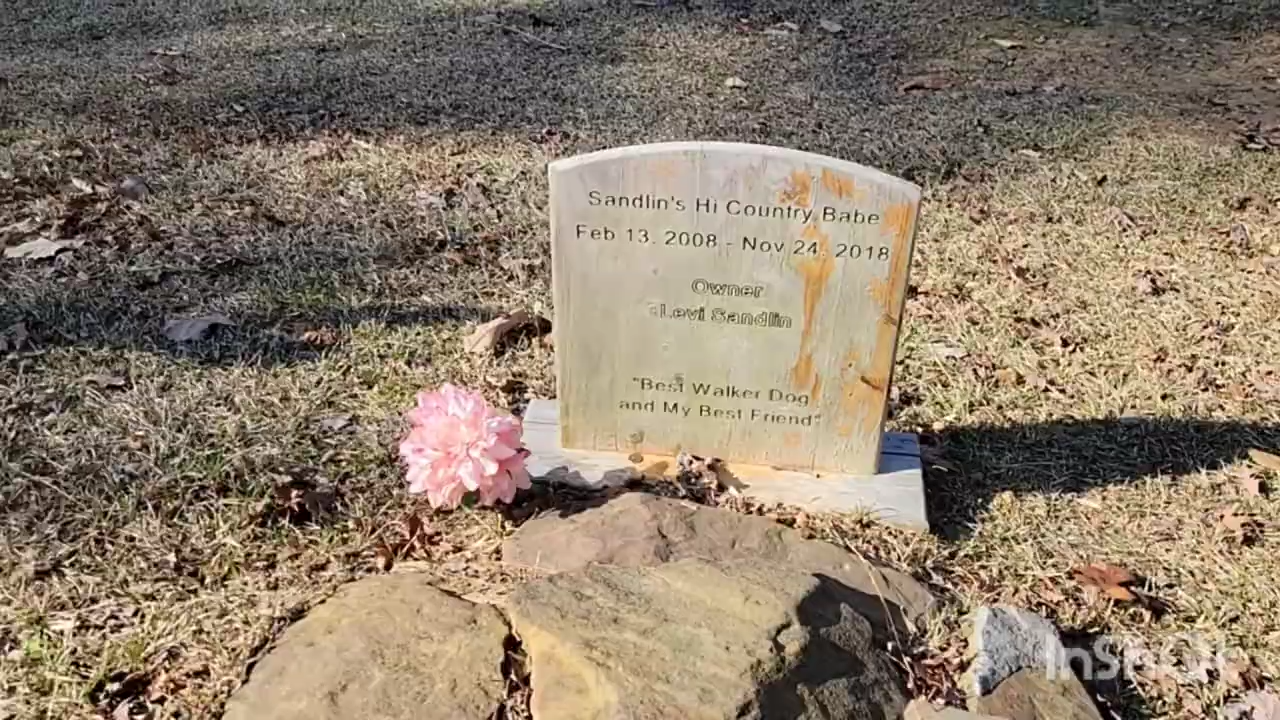 Sandlin's Hi Country Babe
Feb 13, 2008 - Nov 24, 2018
Owner
Levi Sandlin
"Best Walker Dog
and My Best Friend"
InShOt